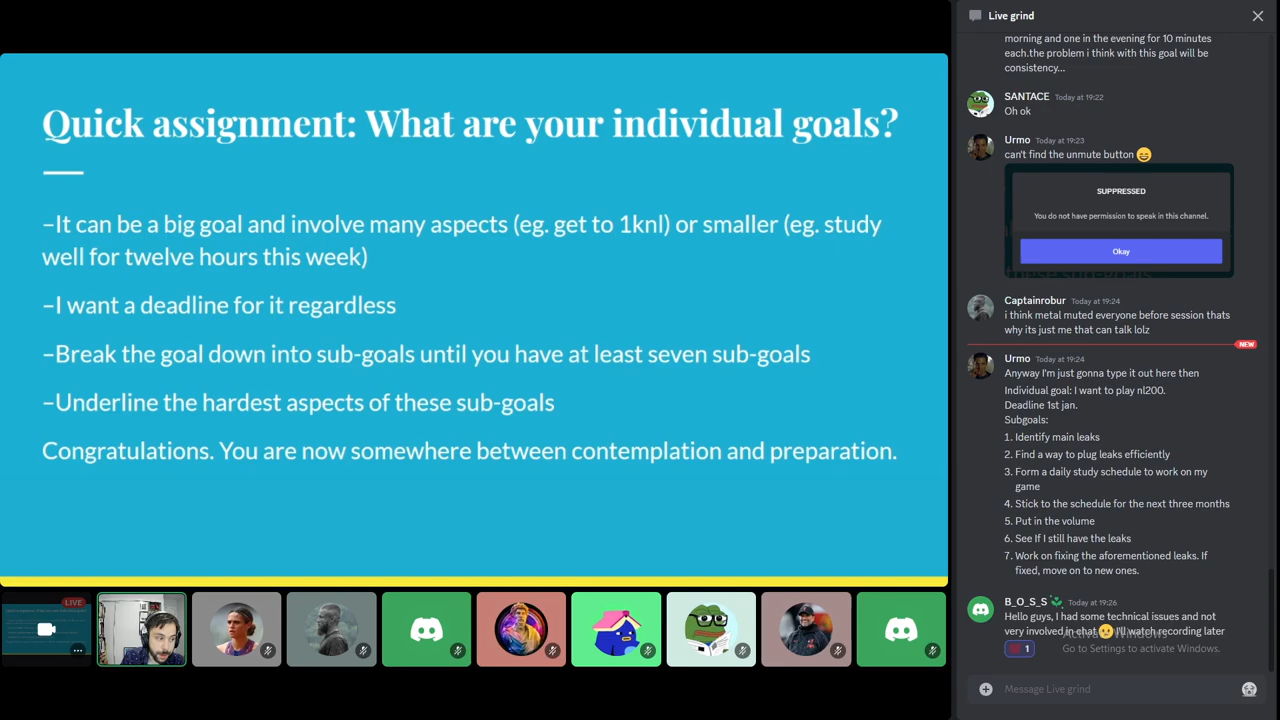 Quick assignment: What are your individual goals?
–It can be a big goal and involve many aspects (eg. get to 1knl) or smaller (eg. study
well for twelve hours this week)
–I want a deadline for it regardless
–Break the goal down into sub-goals until you have at least seven sub-goals
–Underline the hardest aspects of these sub-goals
Congratulations. You are now somewhere between contemplation and preparation.
LIVE
Live grind
morning and one in the evening for 10 minutes
each.the problem i think with this goal will be
consistency...
SANTACE Today at 19:22
Oh ok
Urmo Today at 19:23
can't find the unmute button 😄
SUPPRESSED
You do not have permission to speak in this channel.
Okay
these sub-goals
Captainrobur Today at 19:24
i think metal muted everyone before session thats
why its just me that can talk lolz
NEW
Urmo Today at 19:24
Anyway I'm just gonna type it out here then
Individual goal: I want to play nl200.
Deadline 1st jan.
Subgoals:
1. Identify main leaks
2. Find a way to plug leaks efficiently
3. Form a daily study schedule to work on my
game
4. Stick to the schedule for the next three months
5. Put in the volume
6. See If I still have the leaks
7. Work on fixing the aforementioned leaks. If
fixed, move on to new ones.
B_O_S_S Today at 19:26
Hello guys, I had some technical issues and not
very involved in chat 😕 I'll watch recording later
1
Activate Windows
Go to Settings to activate Windows.
Message Live grind